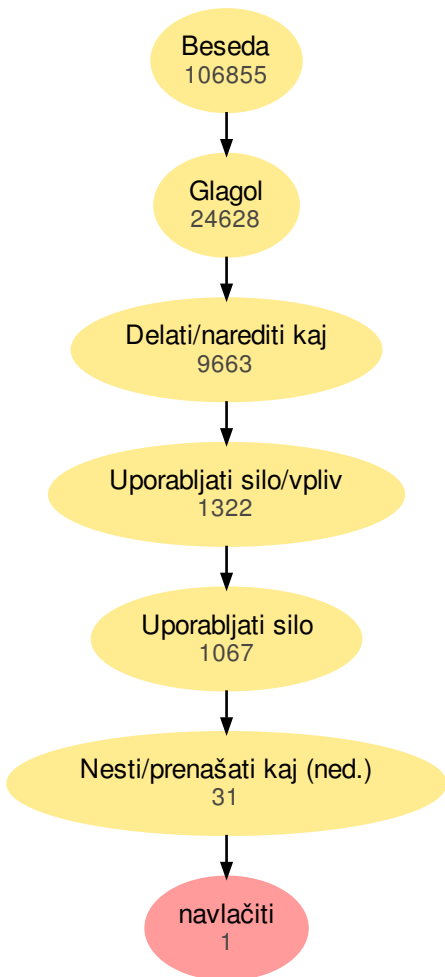 Beseda
106855
Glagol
24628
Delati/narediti kaj
9663
Uporabljati silo/vpliv
1322
Uporabljati silo
1067
Nesti/prenašati kaj (ned.)
31
navlačiti
1